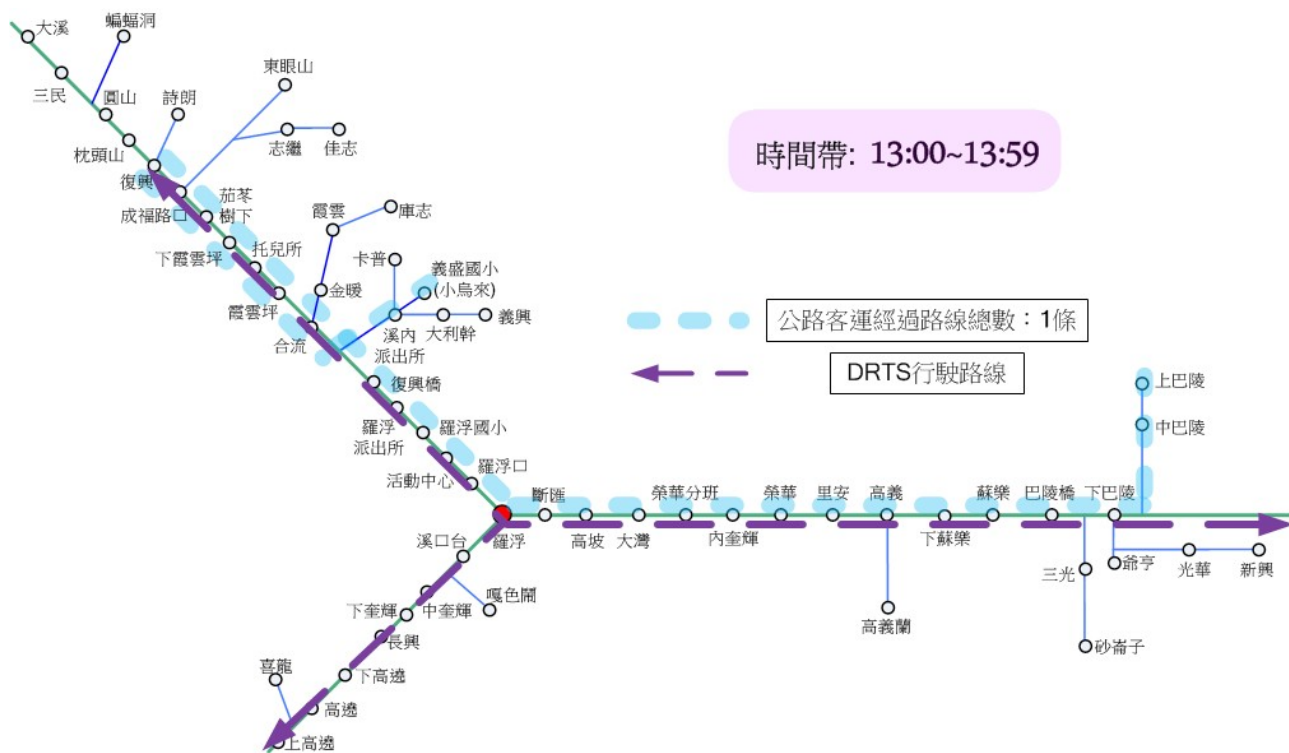 大溪
蝙蝠洞
三民
圓山
詩朗
東眼山
枕頭山
志繼
佳志
時間帶: 13:00~13:59
復興
成福路口
茄苳
樹下
霞雲
庫志
下霞雲坪
托兒所
卡普
義盛國小
(小烏來)
霞雲坪
金暖
合流
溪內
派出所
大利幹
義興
公路客運經過路線總數：1條
DRTS行駛路線
復興橋
上巴陵
羅浮
派出所
羅浮國小
中巴陵
活動中心
羅浮口
斷匯
榮華分班
榮華
里安
高義
蘇樂
巴陵橋
下巴陵
溪口台
羅浮
高坡
大灣
內奎輝
下蘇樂
三光
爺亨
光華
新興
下奎輝
中奎輝
嘎色鬧
高義蘭
長興
砂崙子
喜龍
下高遶
高遶
上高遶